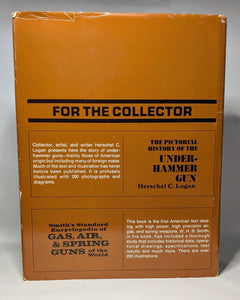 FOR THE COLLECTOR
Collector, artist, and writer Herschel C.
Logan presents here the story of under-
hammer guns–mainly those of American
origin but including many of foreign make.
Much of the text and illustration has never
before been published. It is profusely
illustrated with 200 photographs and
diagrams.
THE PICTORIAL
HISTORY OF THE
UNDER-
HAMMER
GUN
Herschel C. Logan
Smith's Standard
Encyclopedia of
GAS, AIR,
& SPRING
GUNS of the
World
This book is the first American text deal-
ing with high power, high precision air,
gas, and spring weapons. W. H. B. Smith,
in his book, has included a thorough
study that includes historical data, opera-
tional drawings, specifications, test
results and much more. There are over
200 illustrations.